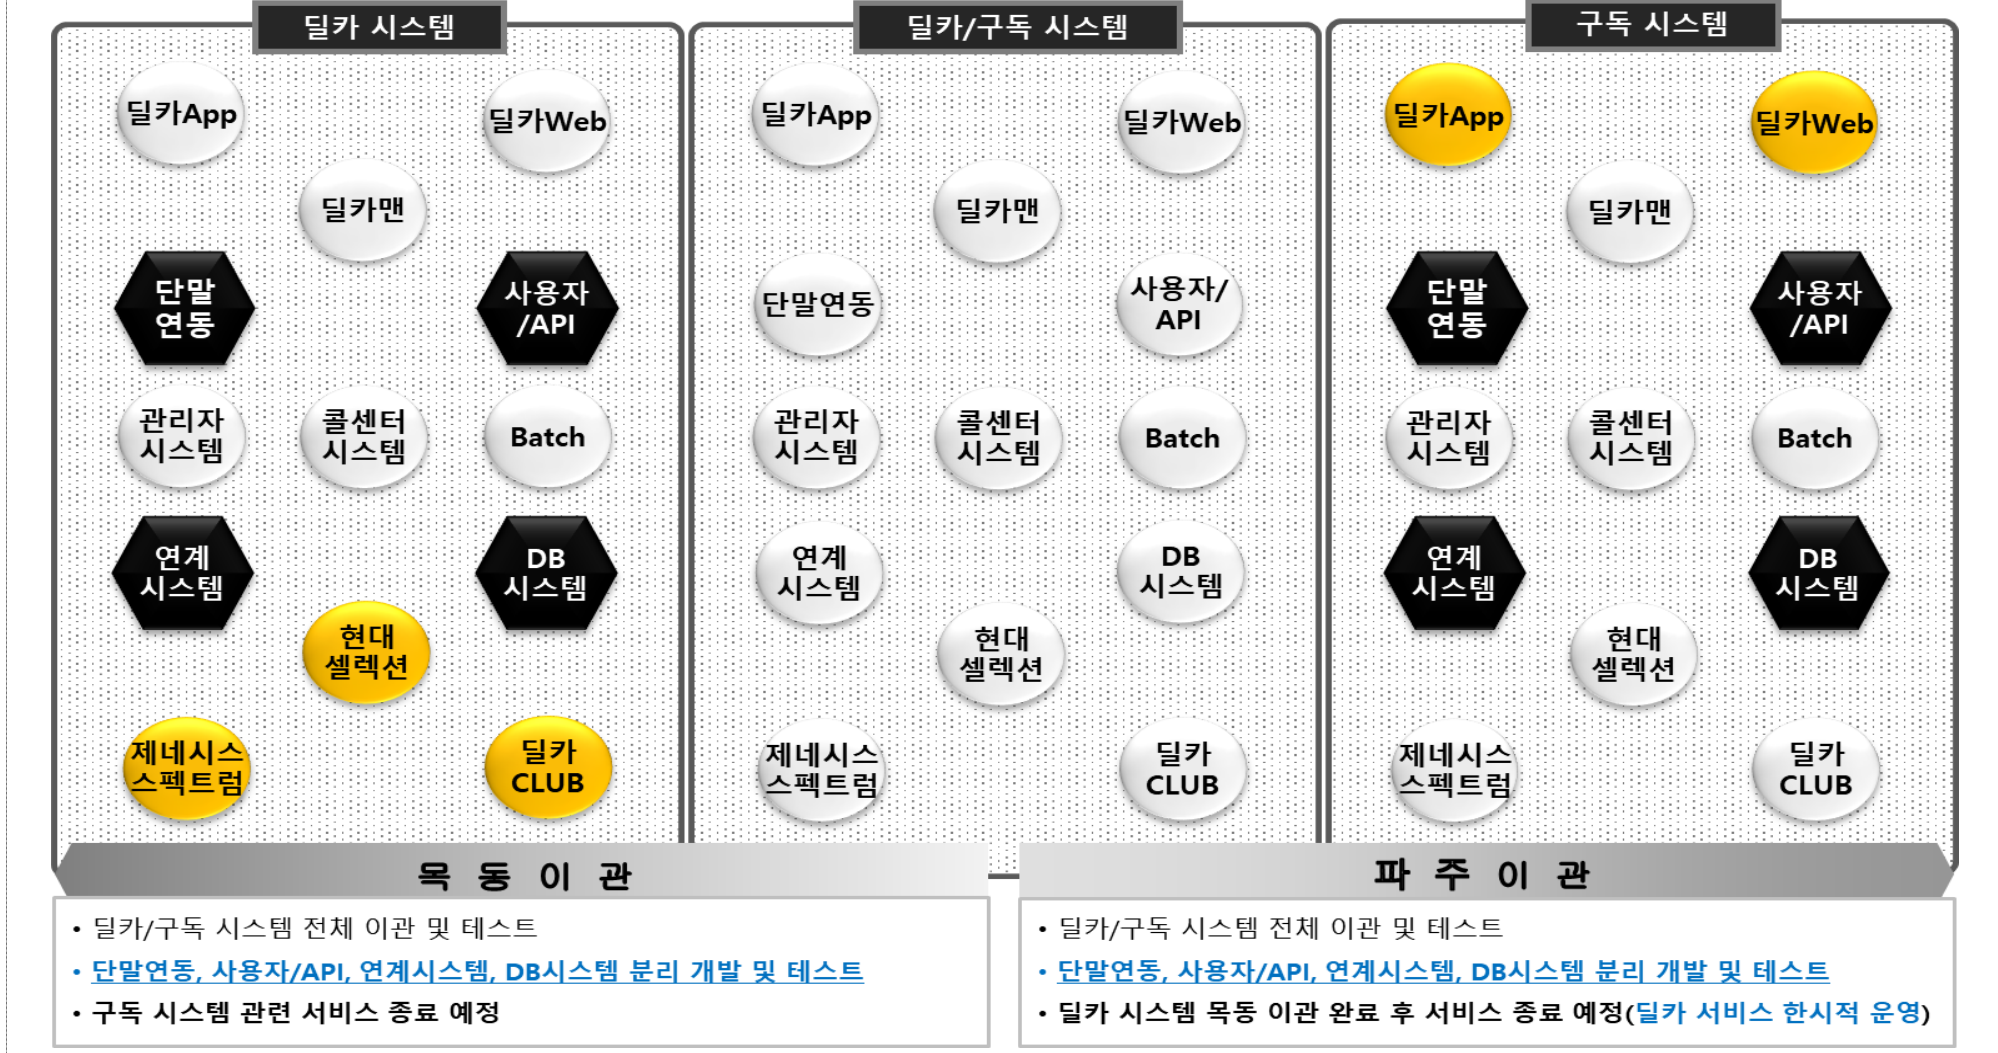 딜카 시스템
딜카App
딜카Web
딜카맨
단말
연동
사용자
/API
관리자
시스템
콜센터
시스템
Batch
연계
시스템
DB
시스템
현대
셀렉션
제네시스
스펙트럼
딜카
CLUB
딜카/구독 시스템
딜카App
딜카Web
딜카맨
단말연동
사용자/
API
관리자
시스템
콜센터
시스템
Batch
연계
시스템
DB
시스템
현대
셀렉션
제네시스
스펙트럼
딜카
CLUB
구독 시스템
딜카App
딜카Web
딜카맨
단말
연동
사용자
/API
관리자
시스템
콜센터
시스템
Batch
연계
시스템
DB
시스템
현대
셀렉션
제네시스
스펙트럼
딜카
CLUB
목 동 이 관
• 딜카/구독 시스템 전체 이관 및 테스트
• 단말연동, 사용자/API, 연계시스템, DB시스템 분리 개발 및 테스트
• 구독 시스템 관련 서비스 종료 예정
파 주 이 관
• 딜카/구독 시스템 전체 이관 및 테스트
• 단말연동, 사용자/API, 연계시스템, DB시스템 분리 개발 및 테스트
• 딜카 시스템 목동 이관 완료 후 서비스 종료 예정(딜카 서비스 한시적 운영)